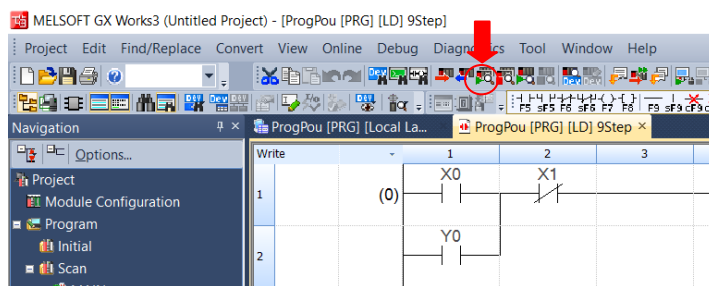 MELSOFT GX Works3 (Untitled Project) - [ProgPou [PRG] [LD] 9Step]
Project Edit Find/Replace Convert View Online Debug Diagnostics Tool Window Help
F5 sF5 F6 sF6 F7 F8 F9 sF9 cF9
Navigation
ProgPou [PRG] [Local La...
ProgPou [PRG] [LD] 9Step
Options...
Write 1 2 3
Project
Module Configuration
Program
Initial
Scan
1 (0) X0 X1
2 Y0